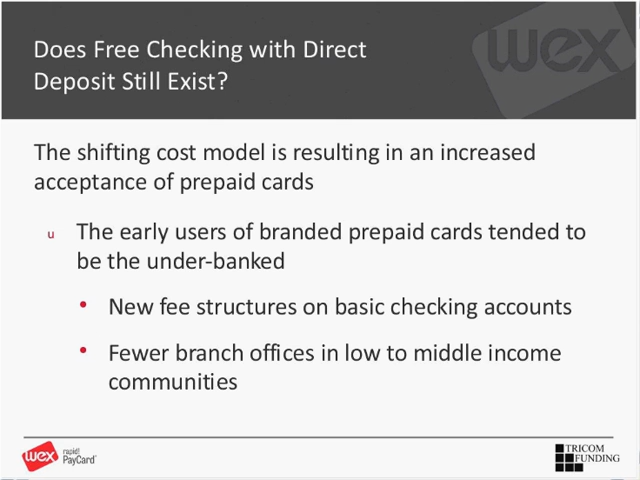 Does Free Checking with Direct
Deposit Still Exist?
wex
The shifting cost model is resulting in an increased
acceptance of prepaid cards
u The early users of branded prepaid cards tended to
be the under-banked
• New fee structures on basic checking accounts
• Fewer branch offices in low to middle income
communities
wex rapid! PayCard
TRICOM
FUNDING